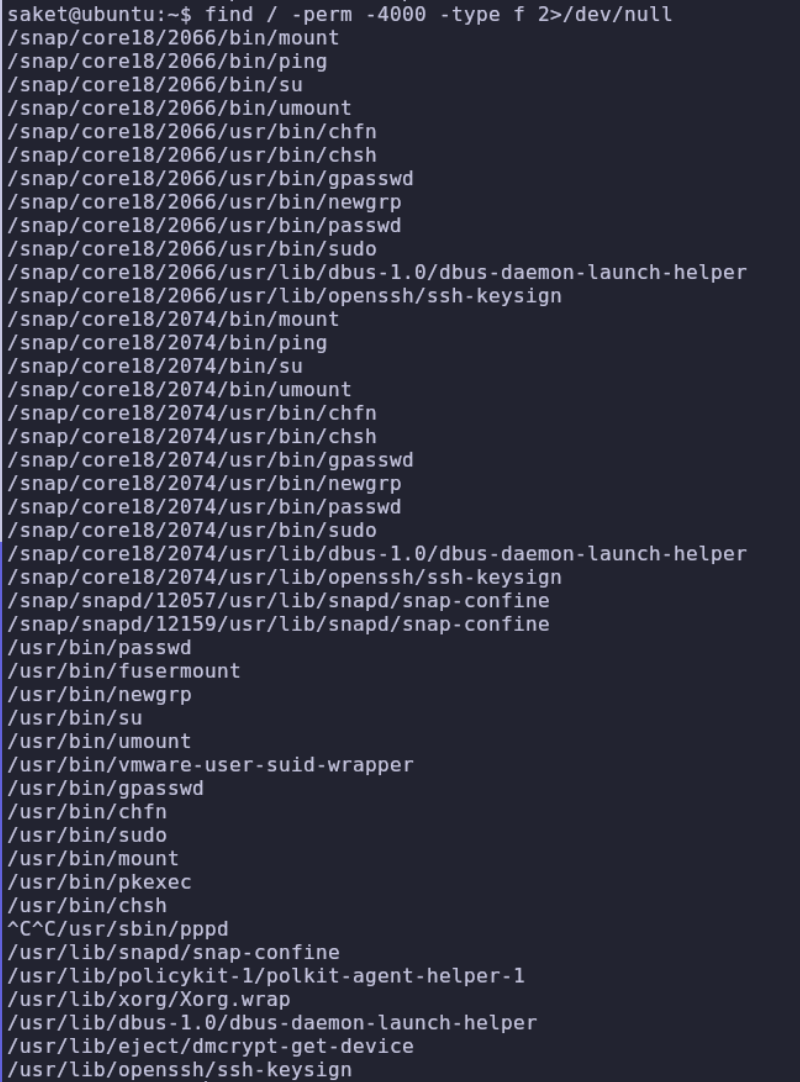 saket@ubuntu:~$ find / -perm -4000 -type f 2>/dev/null
/snap/core18/2066/bin/mount
/snap/core18/2066/bin/ping
/snap/core18/2066/bin/su
/snap/core18/2066/bin/umount
/snap/core18/2066/usr/bin/chfn
/snap/core18/2066/usr/bin/chsh
/snap/core18/2066/usr/bin/gpasswd
/snap/core18/2066/usr/bin/newgrp
/snap/core18/2066/usr/bin/passwd
/snap/core18/2066/usr/bin/sudo
/snap/core18/2066/usr/lib/dbus-1.0/dbus-daemon-launch-helper
/snap/core18/2066/usr/lib/openssh/ssh-keysign
/snap/core18/2074/bin/mount
/snap/core18/2074/bin/ping
/snap/core18/2074/bin/su
/snap/core18/2074/bin/umount
/snap/core18/2074/usr/bin/chfn
/snap/core18/2074/usr/bin/chsh
/snap/core18/2074/usr/bin/gpasswd
/snap/core18/2074/usr/bin/newgrp
/snap/core18/2074/usr/bin/passwd
/snap/core18/2074/usr/bin/sudo
/snap/core18/2074/usr/lib/dbus-1.0/dbus-daemon-launch-helper
/snap/core18/2074/usr/lib/openssh/ssh-keysign
/snap/snapd/12057/usr/lib/snapd/snap-confine
/snap/snapd/12159/usr/lib/snapd/snap-confine
/usr/bin/passwd
/usr/bin/fusermount
/usr/bin/newgrp
/usr/bin/su
/usr/bin/umount
/usr/bin/vmware-user-suid-wrapper
/usr/bin/gpasswd
/usr/bin/chfn
/usr/bin/sudo
/usr/bin/mount
/usr/bin/pkexec
/usr/bin/chsh
^C^C/usr/sbin/pppd
/usr/lib/snapd/snap-confine
/usr/lib/policykit-1/polkit-agent-helper-1
/usr/lib/xorg/Xorg.wrap
/usr/lib/dbus-1.0/dbus-daemon-launch-helper
/usr/lib/eject/dmcrypt-get-device
/usr/lib/openssh/ssh-keysign